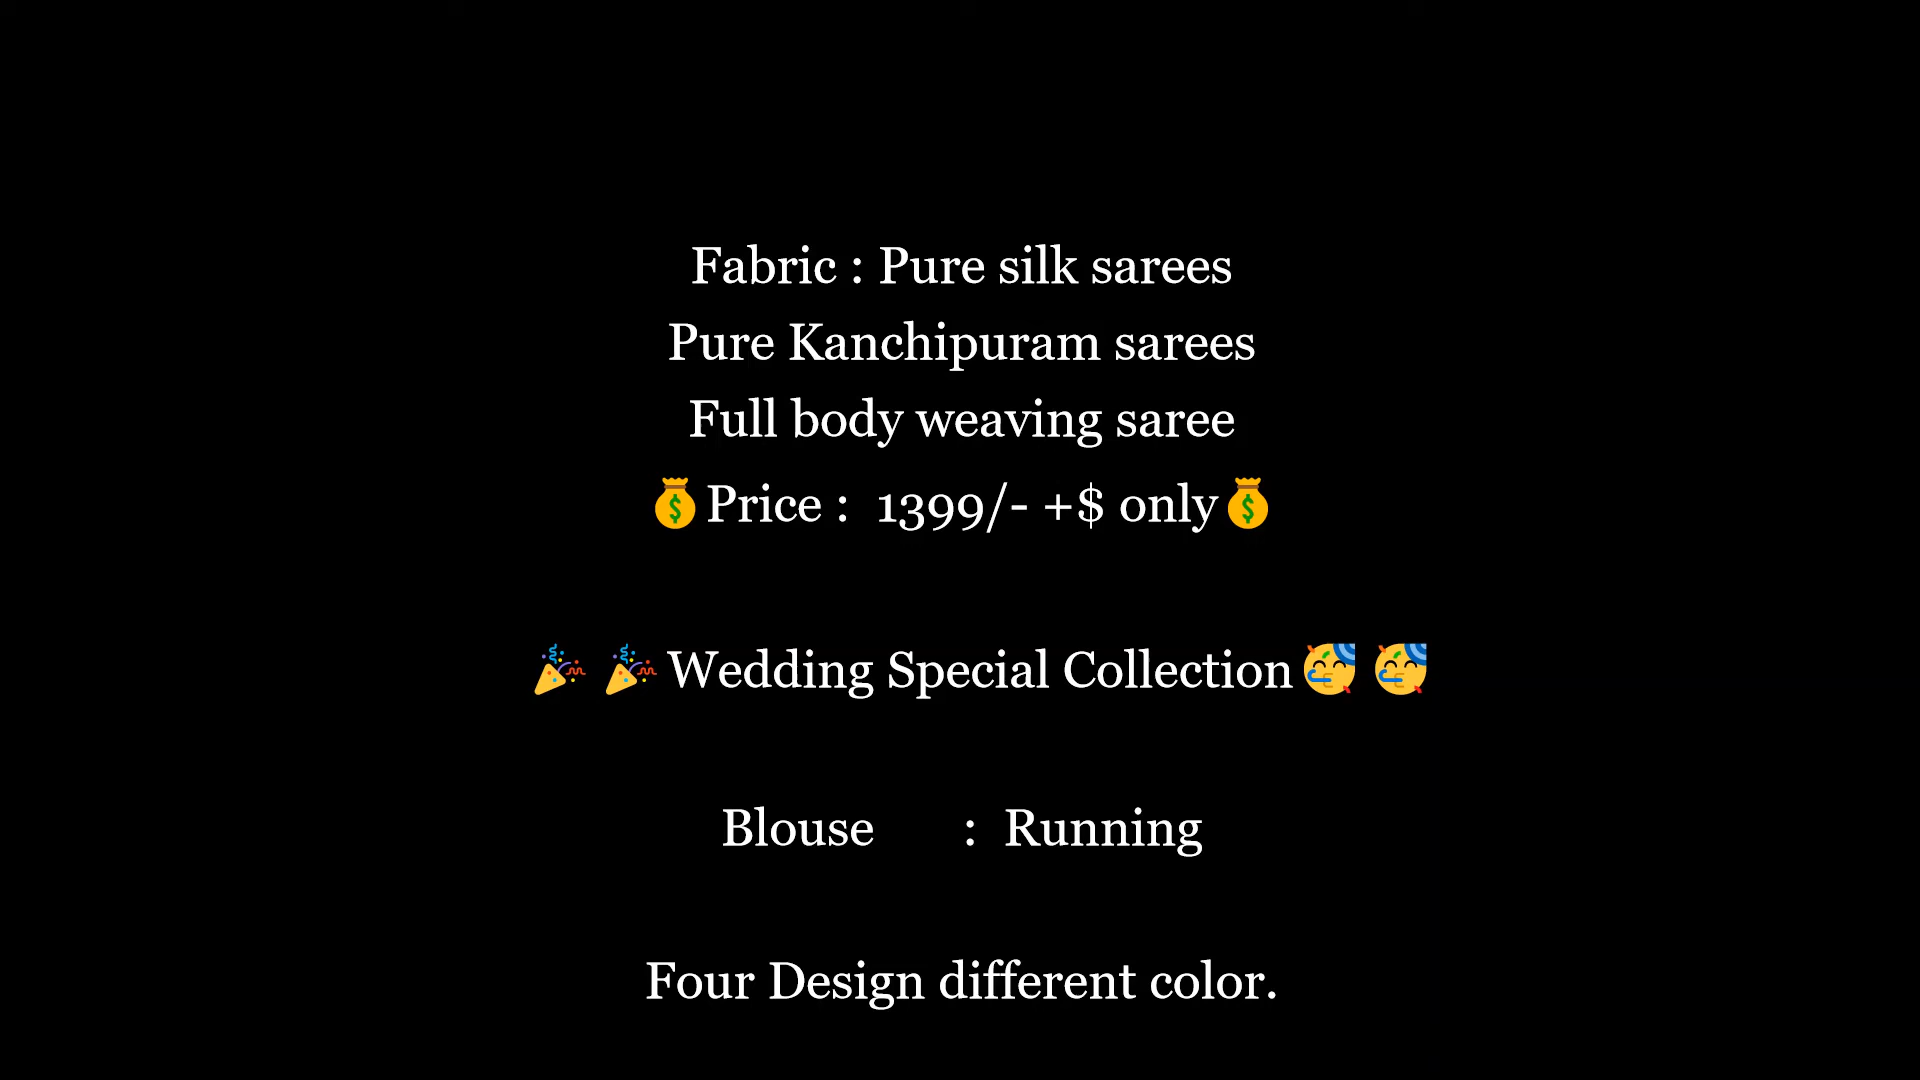 Fabric : Pure silk sarees
Pure Kanchipuram sarees
Full body weaving saree
💰Price :  1399/- +$ only💰
🎉 🎉Wedding Special Collection🥳 🥳
Blouse      :  Running
Four Design different color.